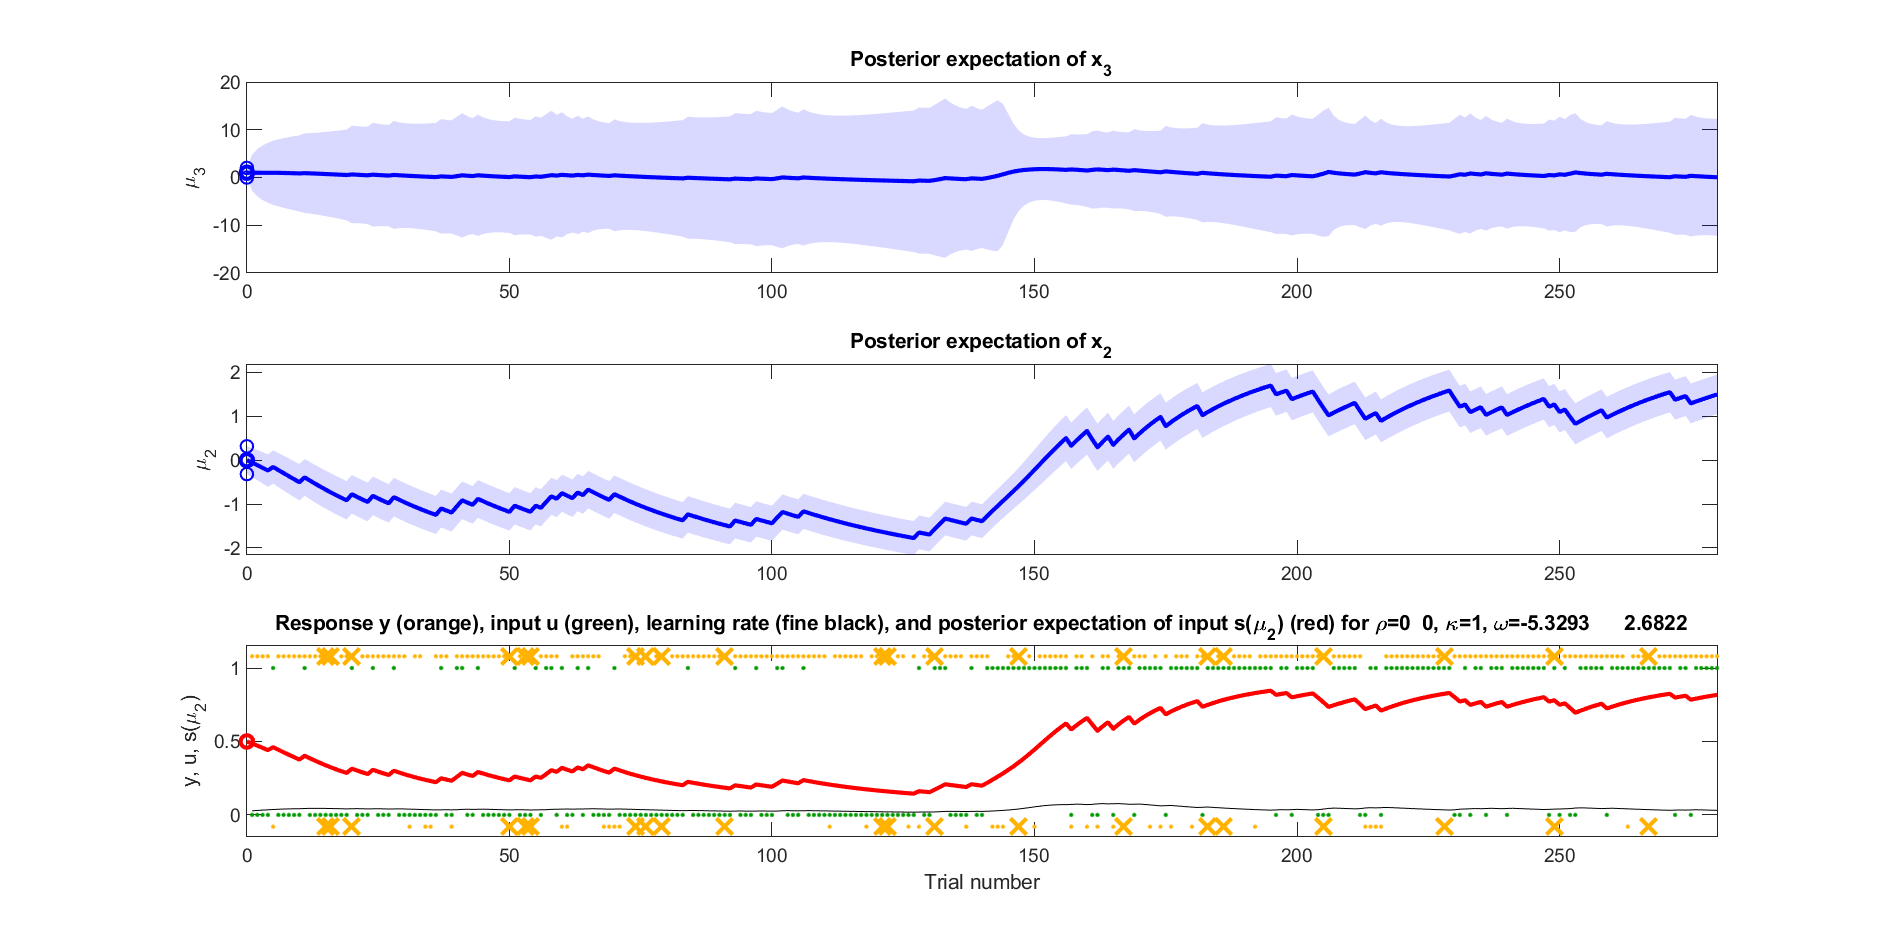 Posterior expectation of x₃
20
10
0
-10
-20
μ₃
0 50 100 150 200 250
Posterior expectation of x₂
2
1
0
-1
-2
μ₂
0 50 100 150 200 250
Response y (orange), input u (green), learning rate (fine black), and posterior expectation of input s(μ₂) (red) for ρ=0 0, κ=1, ω=-5.3293 2.6822
1
0.5
0
y, u, s(μ₂)
0 50 100 150 200 250
Trial number